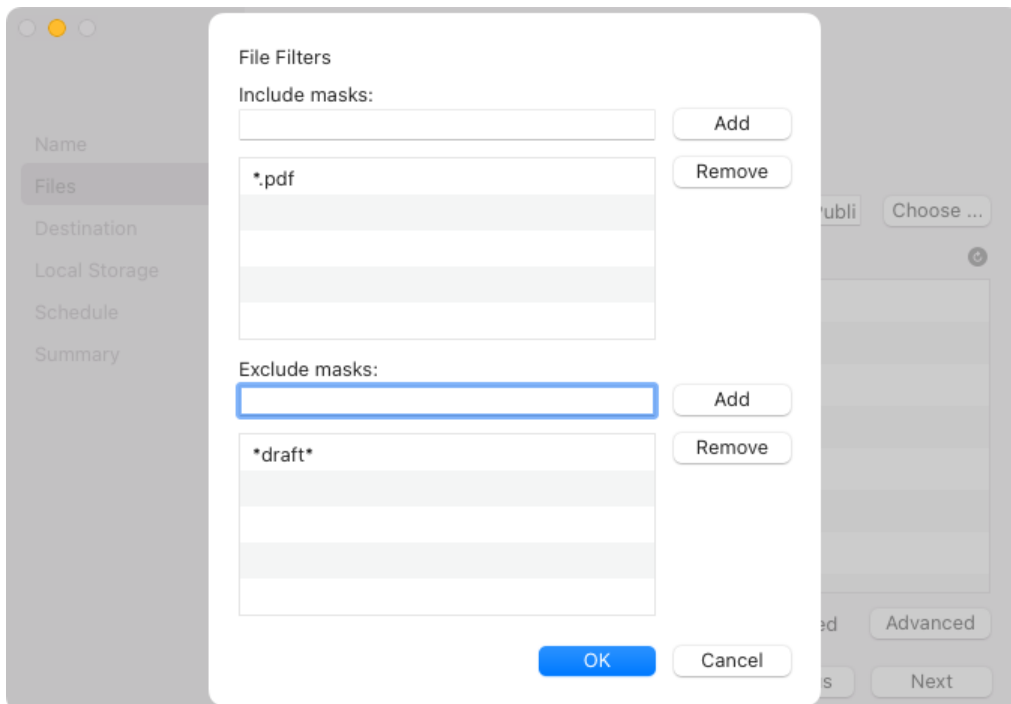 File Filters
Include masks:
Add
*.pdf
Remove
Exclude masks:
Add
*draft*
Remove
OK
Cancel
Name
Files
Destination
Local Storage
Schedule
Summary
Choose ...
Advanced
Next